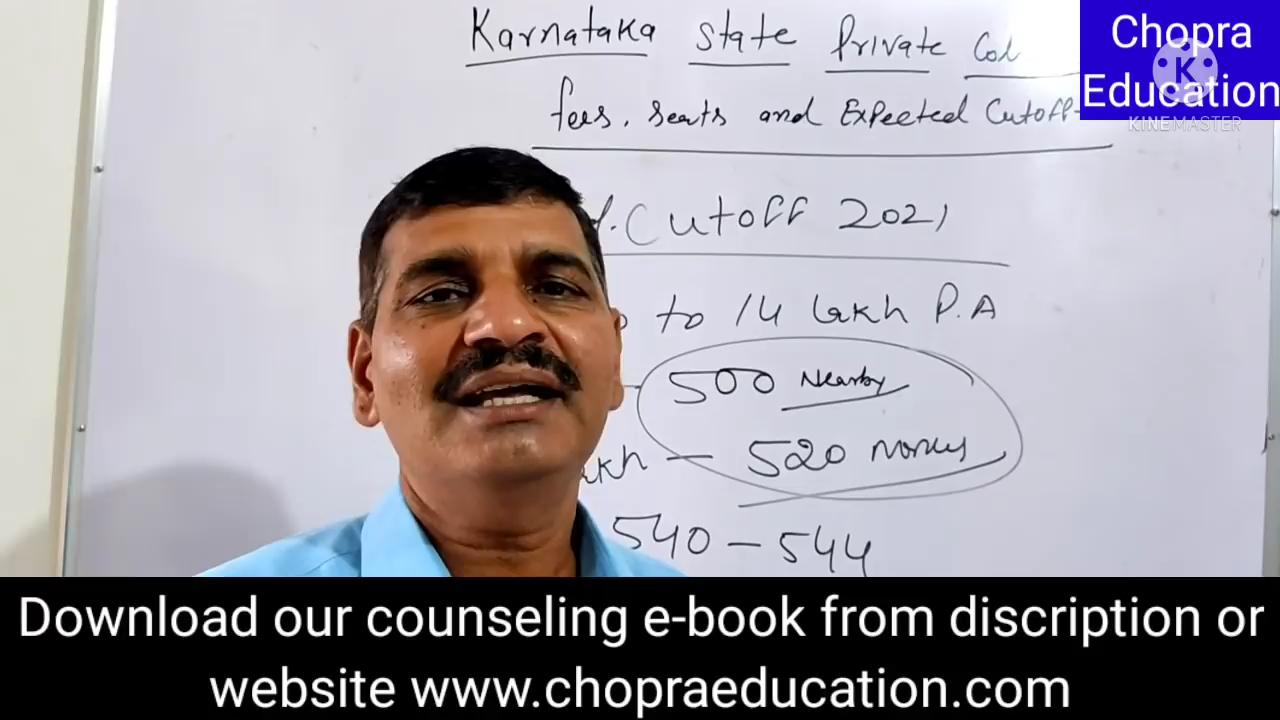 Karnataka state Private Col
Chopra
Education
KINEMASTER
fees, seats and Expected Cutoff
Cutoff 2021
to 14 lakh P.A
500 Nearby
akh - 520 marks
540 - 544
Download our counseling e-book from discription or
website www.chopraeducation.com